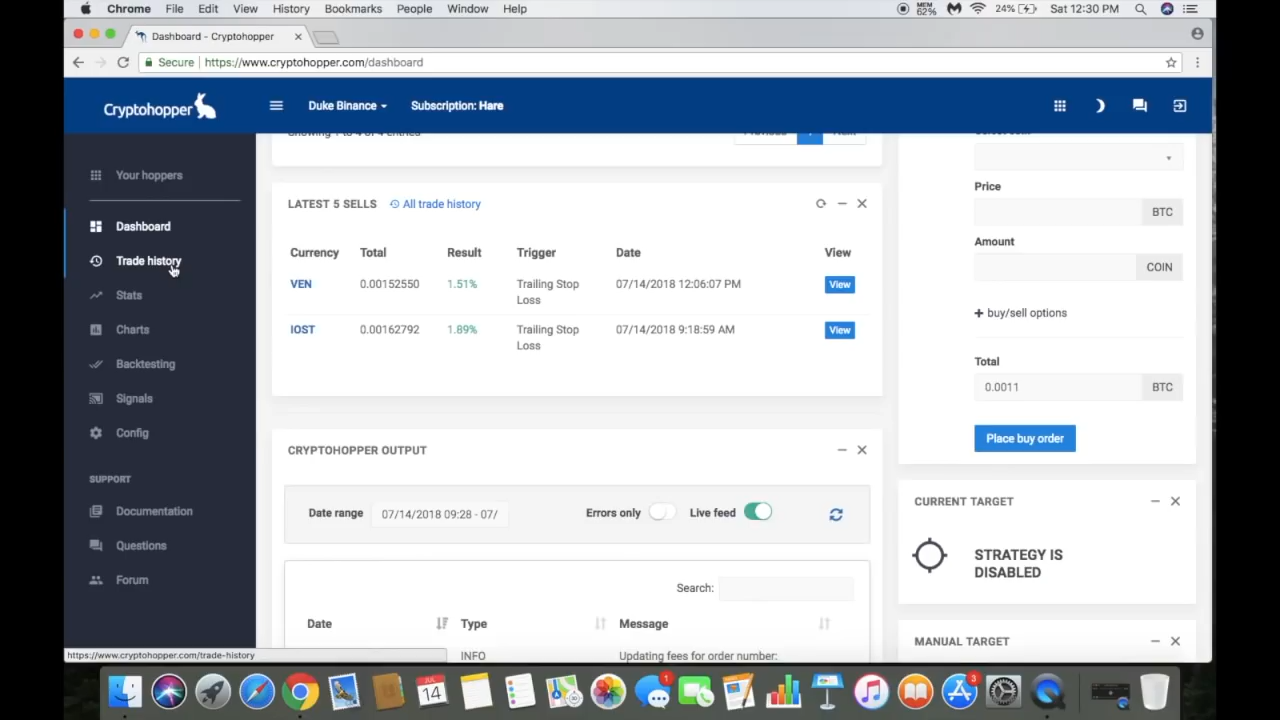 Chrome File Edit View History Bookmarks People Window Help MEM 62% 24% Sat 12:30 PM
Dashboard - Cryptohopper
Secure https://www.cryptohopper.com/dashboard
Cryptohopper Duke Binance Subscription: Hare
Your hoppers
Dashboard
Trade history
Stats
Charts
Backtesting
Signals
Config
SUPPORT
Documentation
Questions
Forum
https://www.cryptohopper.com/trade-history
LATEST 5 SELLS All trade history
Currency Total Result Trigger Date View
VEN 0.00152550 1.51% Trailing Stop Loss 07/14/2018 12:06:07 PM View
IOST 0.00162792 1.89% Trailing Stop Loss 07/14/2018 9:18:59 AM View
CRYPTOHOPPER OUTPUT
Date range 07/14/2018 09:28 - 07/ Errors only Live feed
Search:
Date Type Message
INFO Updating fees for order number:
Price
BTC
Amount
COIN
+ buy/sell options
Total
0.0011 BTC
Place buy order
CURRENT TARGET
STRATEGY IS
DISABLED
MANUAL TARGET
JUL
14
1
3